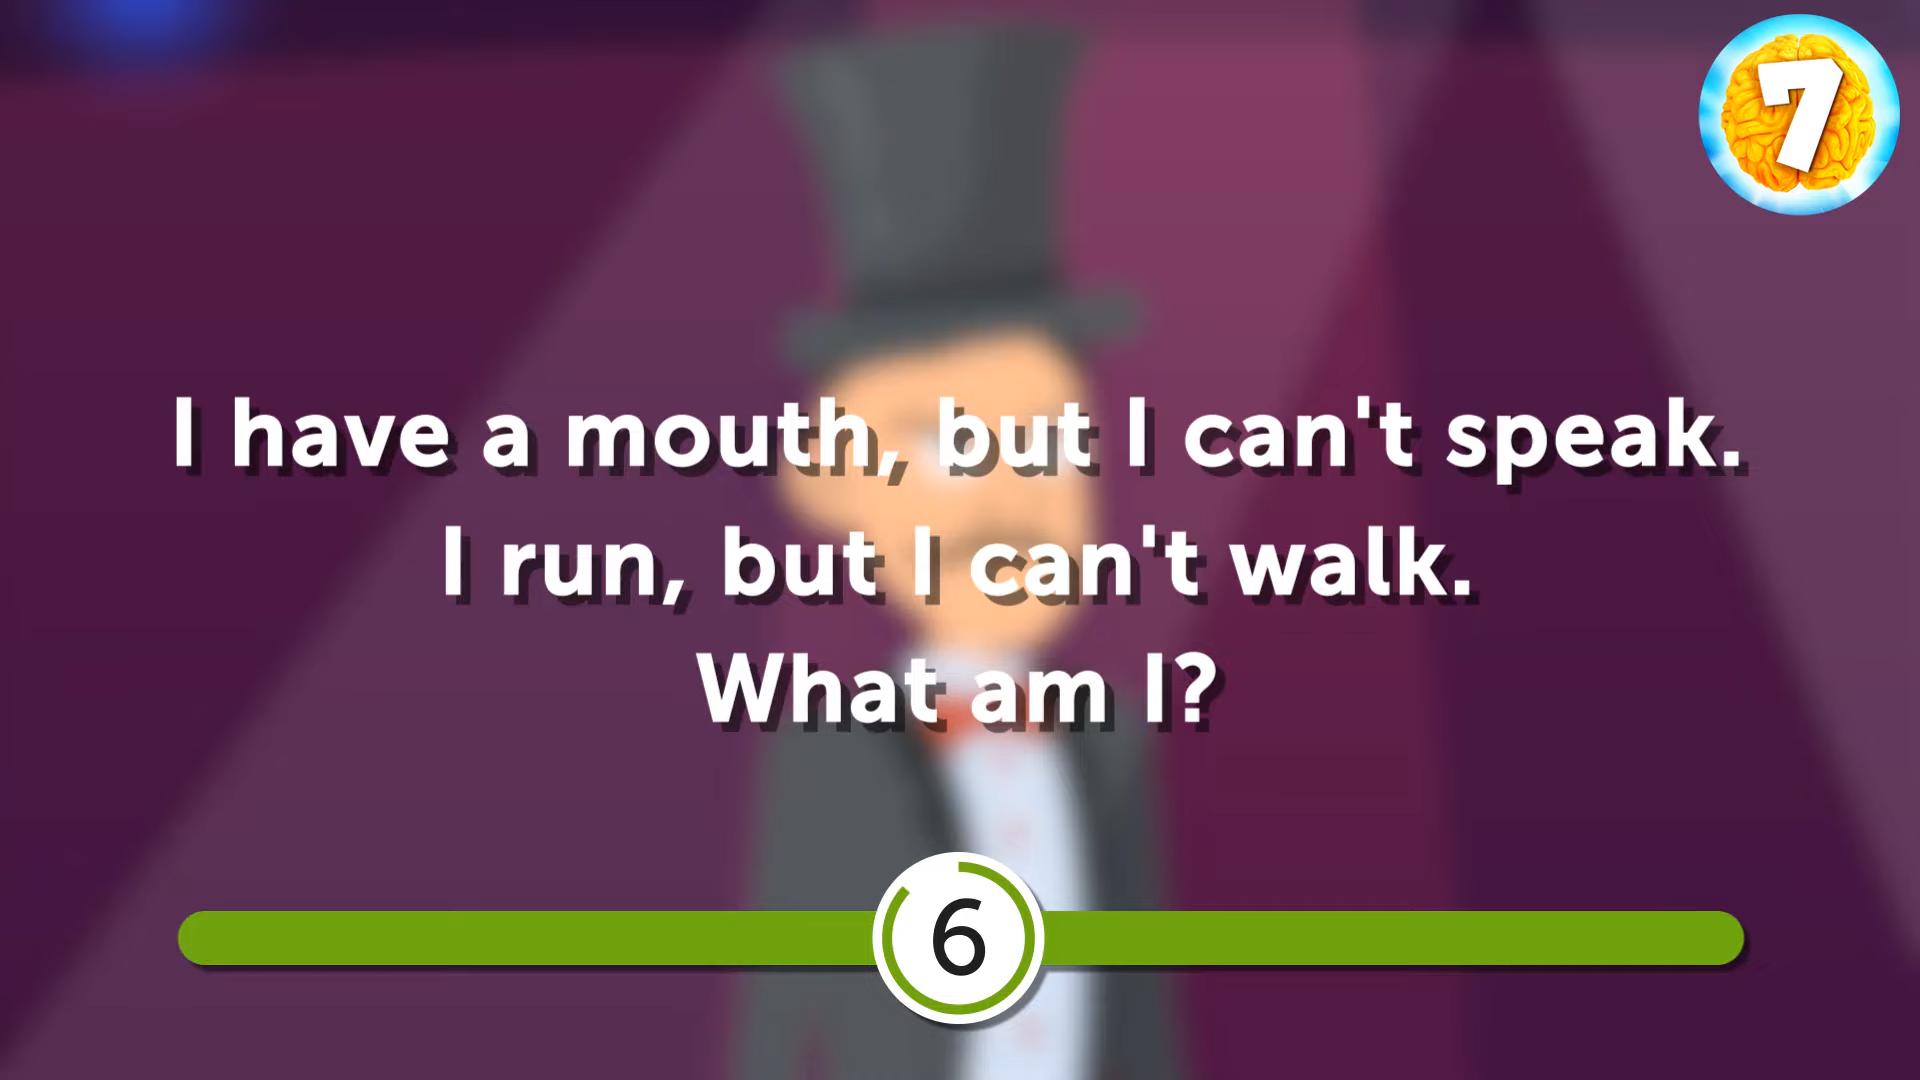 7
I have a mouth, but I can't speak.
I run, but I can't walk.
What am I?
6